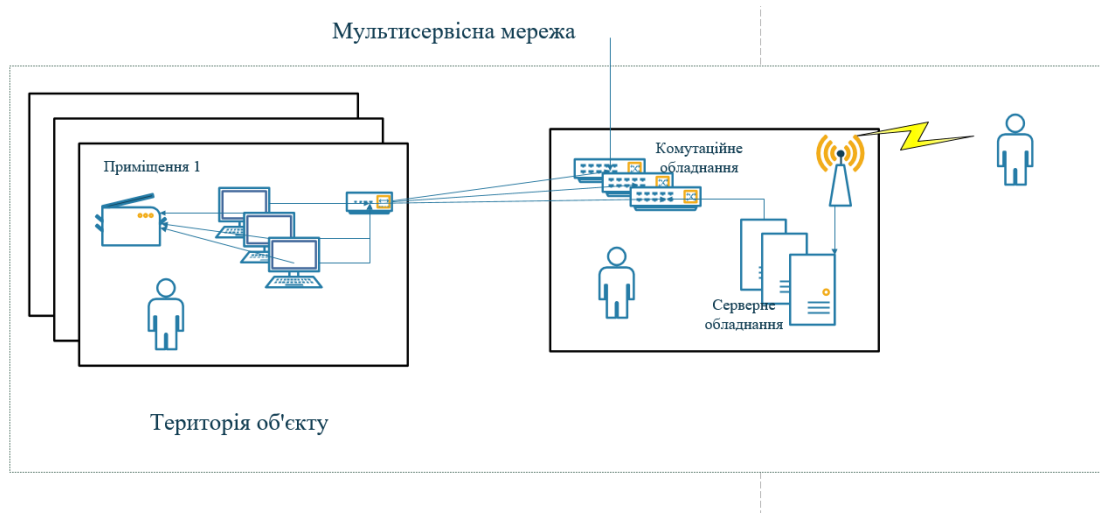 Мультисервісна мережа
Приміщення 1
Комутаційне
обладнання
Серверне
обладнання
Територія об'єкту